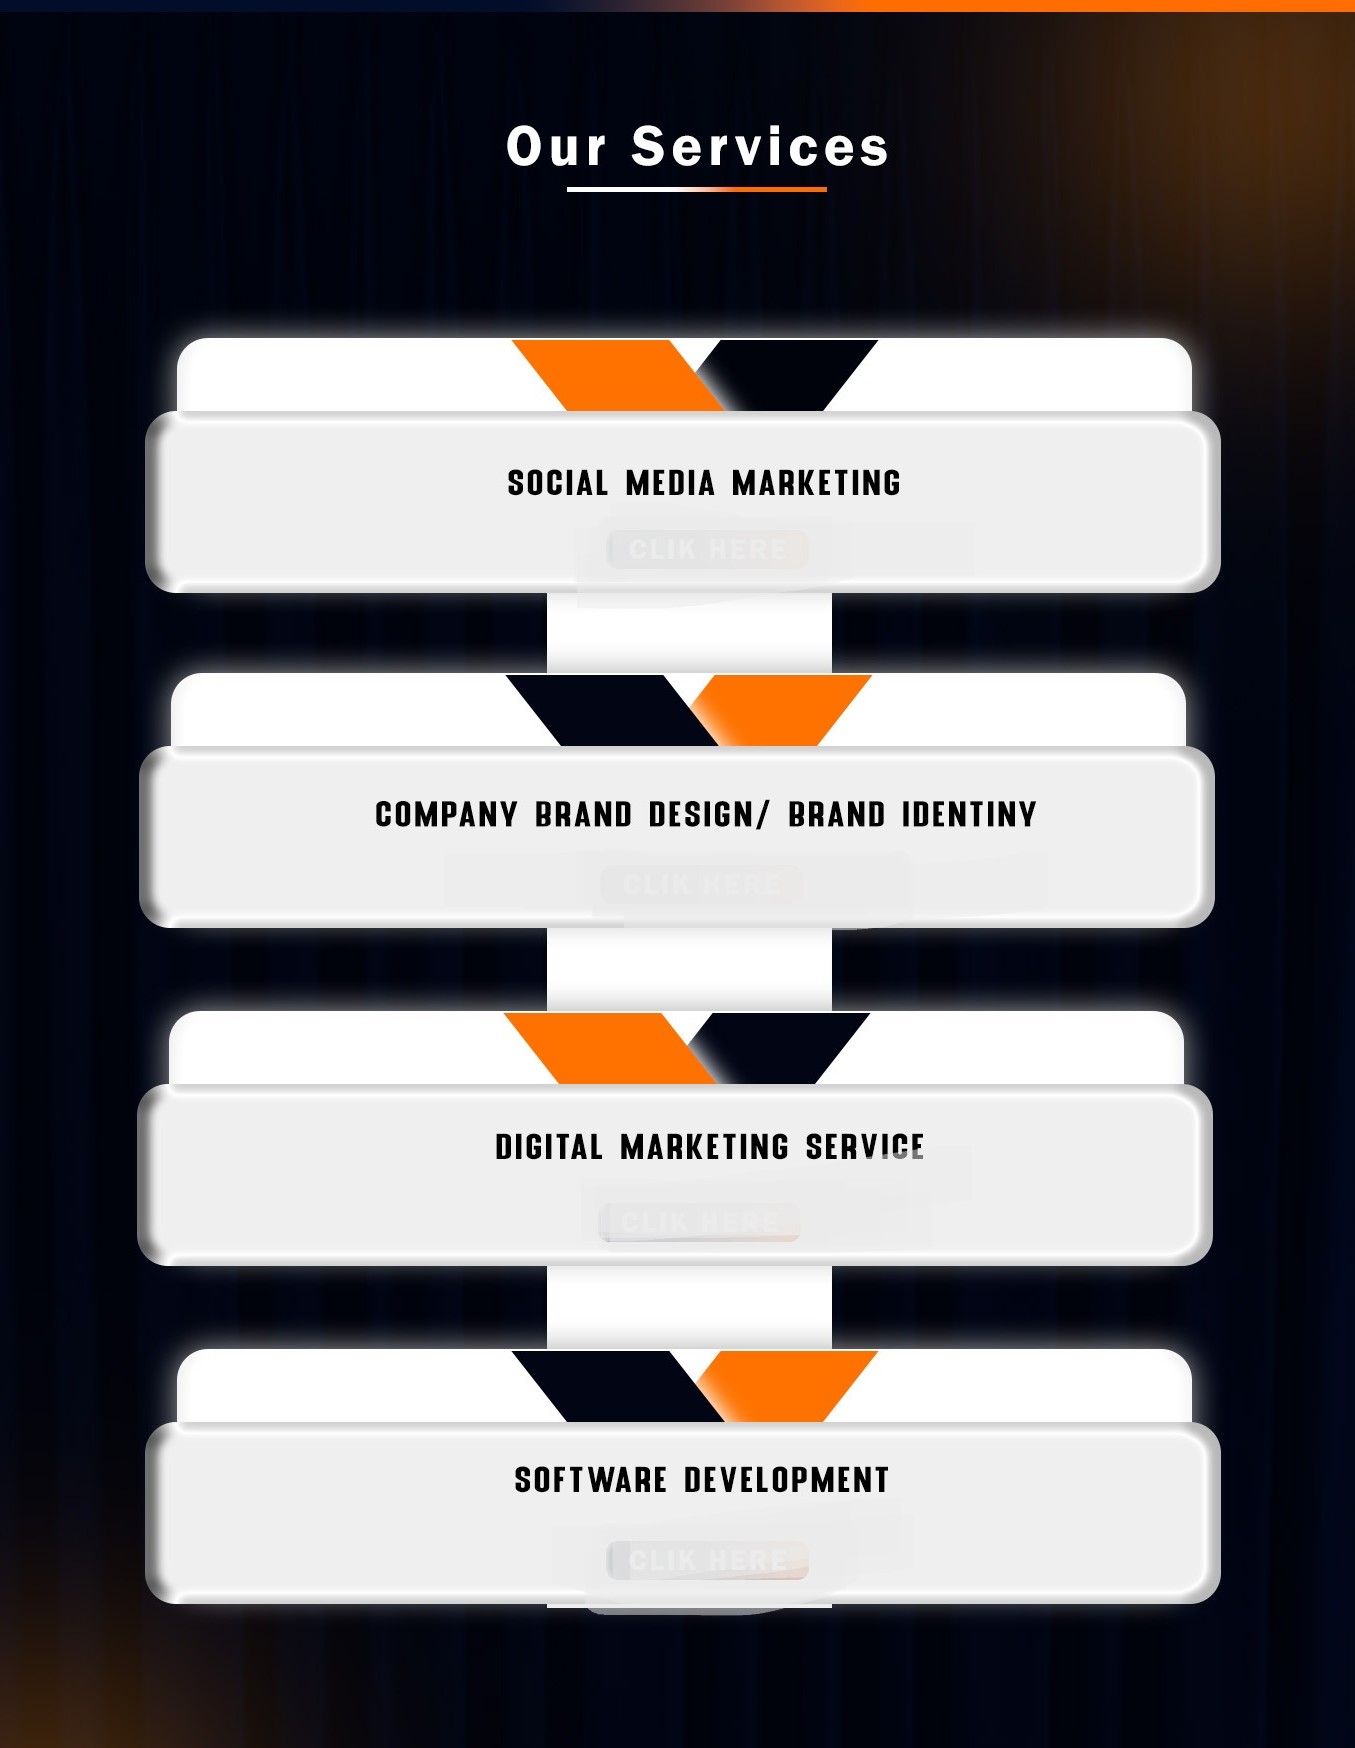 Our Services
SOCIAL MEDIA MARKETING
CLIK HERE
COMPANY BRAND DESIGN/ BRAND IDENTINY
CLIK HERE
DIGITAL MARKETING SERVICE
CLIK HERE
SOFTWARE DEVELOPMENT
CLIK HERE